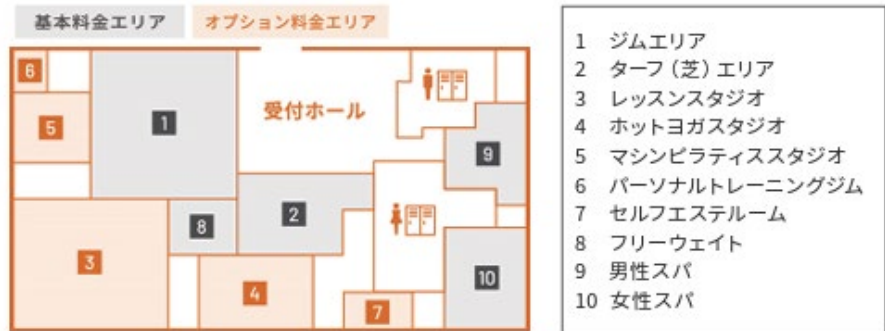 基本料金エリア
オプション料金エリア
6
5
1
受付ホール
9
2
8
3
4
7
10
1 ジムエリア
2 ターフ(芝)エリア
3 レッスンスタジオ
4 ホットヨガスタジオ
5 マシンピラティススタジオ
6 パーソナルトレーニングジム
7 セルフエステルーム
8 フリーウェイト
9 男性スパ
10 女性スパ